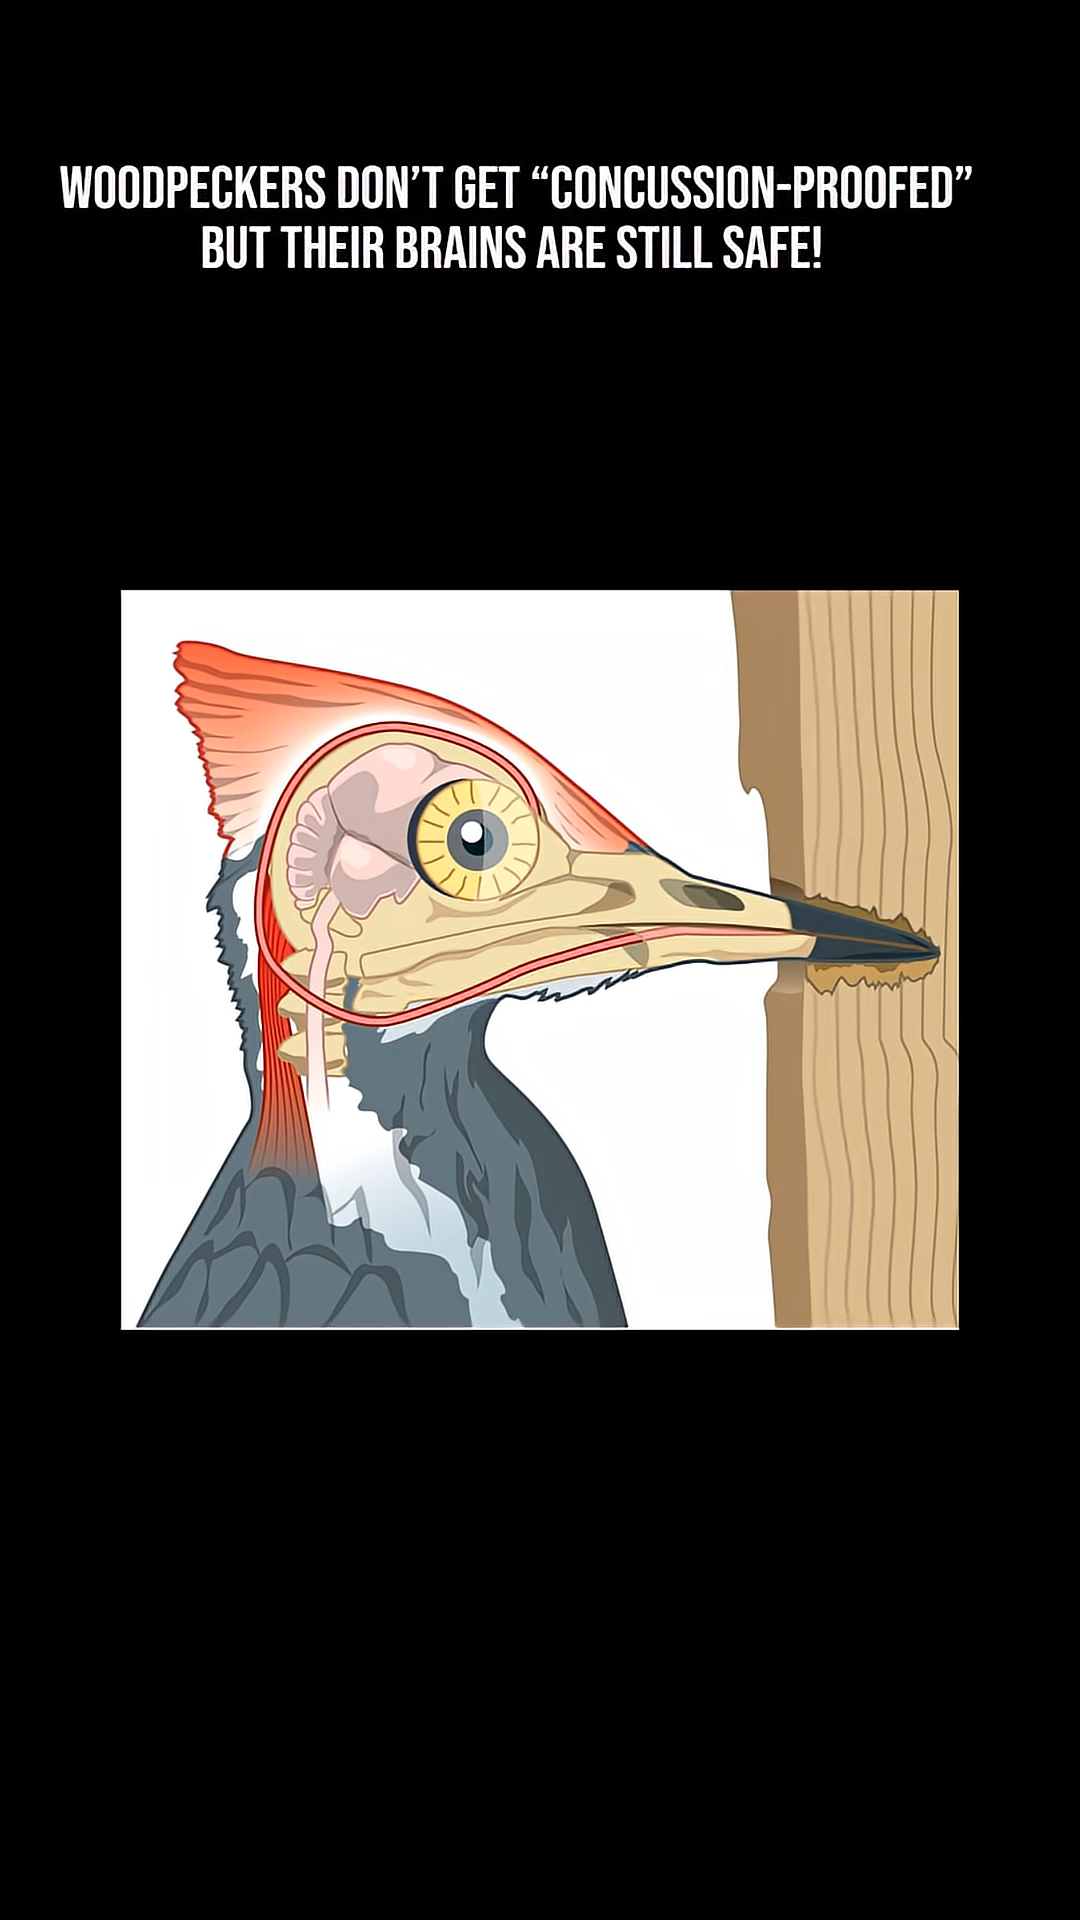 WOODPECKERS DON’T GET “CONCUSSION-PROOFED”
BUT THEIR BRAINS ARE STILL SAFE!